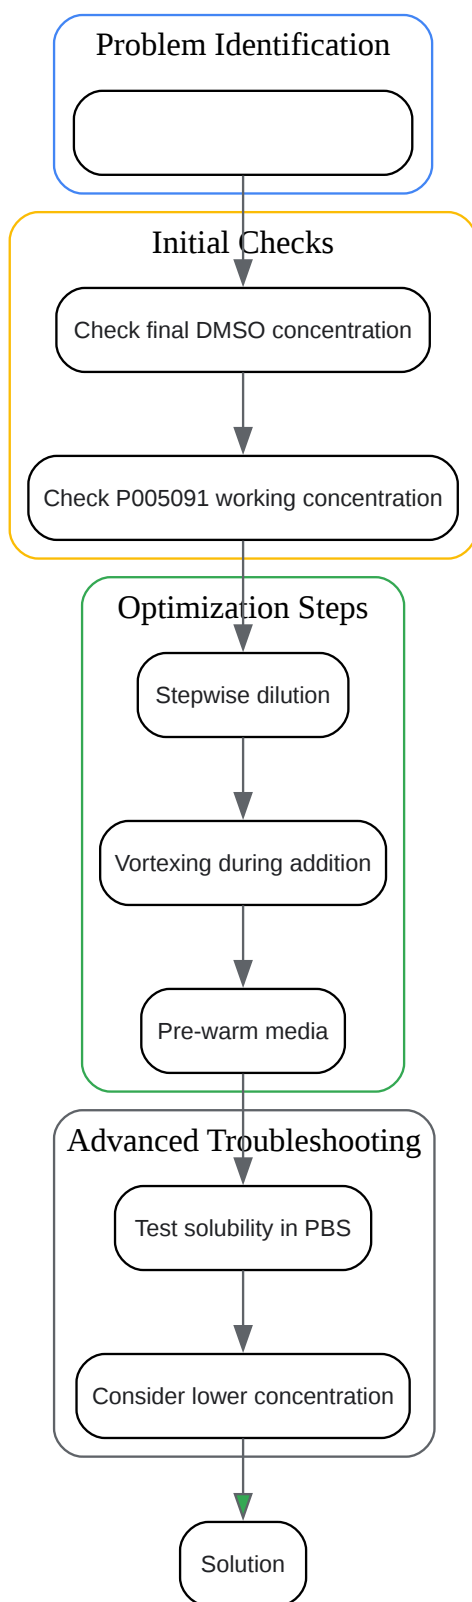 Problem Identification
Initial Checks
Check final DMSO concentration
Check P005091 working concentration
Optimization Steps
Stepwise dilution
Vortexing during addition
Pre-warm media
Advanced Troubleshooting
Test solubility in PBS
Consider lower concentration
Solution